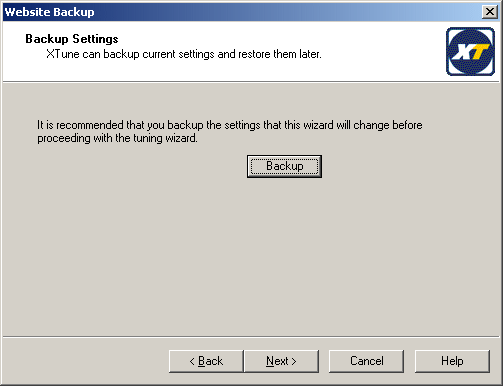 Website Backup
Backup Settings
XTune can backup current settings and restore them later.
XT
It is recommended that you backup the settings that this wizard will change before
proceeding with the tuning wizard.
Backup
< Back Next > Cancel Help